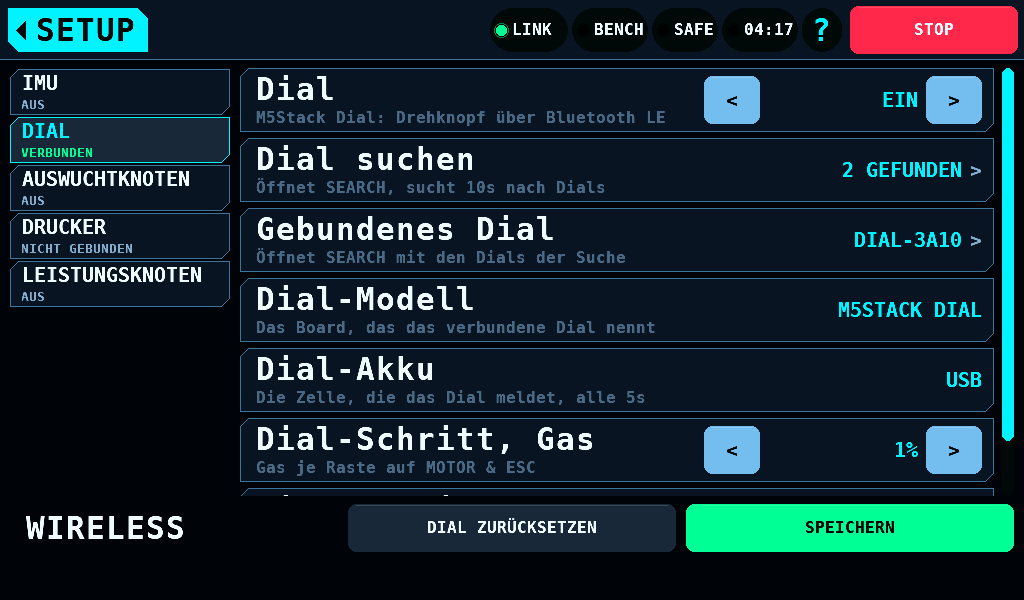 SETUP
LINK
BENCH
SAFE
04:17
?
STOP
IMU
AUS
DIAL
VERBUNDEN
AUSWUCHTKNOTEN
AUS
DRUCKER
NICHT GEBUNDEN
LEISTUNGSKNOTEN
AUS
Dial
M5Stack Dial: Drehknopf über Bluetooth LE
< EIN >
Dial suchen
Öffnet SEARCH, sucht 10s nach Dials
2 GEFUNDEN >
Gebundenes Dial
Öffnet SEARCH mit den Dials der Suche
DIAL-3A10 >
Dial-Modell
Das Board, das das verbundene Dial nennt
M5STACK DIAL
Dial-Akku
Die Zelle, die das Dial meldet, alle 5s
USB
Dial-Schritt, Gas
Gas je Raste auf MOTOR & ESC
< 1% >
WIRELESS
DIAL ZURÜCKSETZEN
SPEICHERN